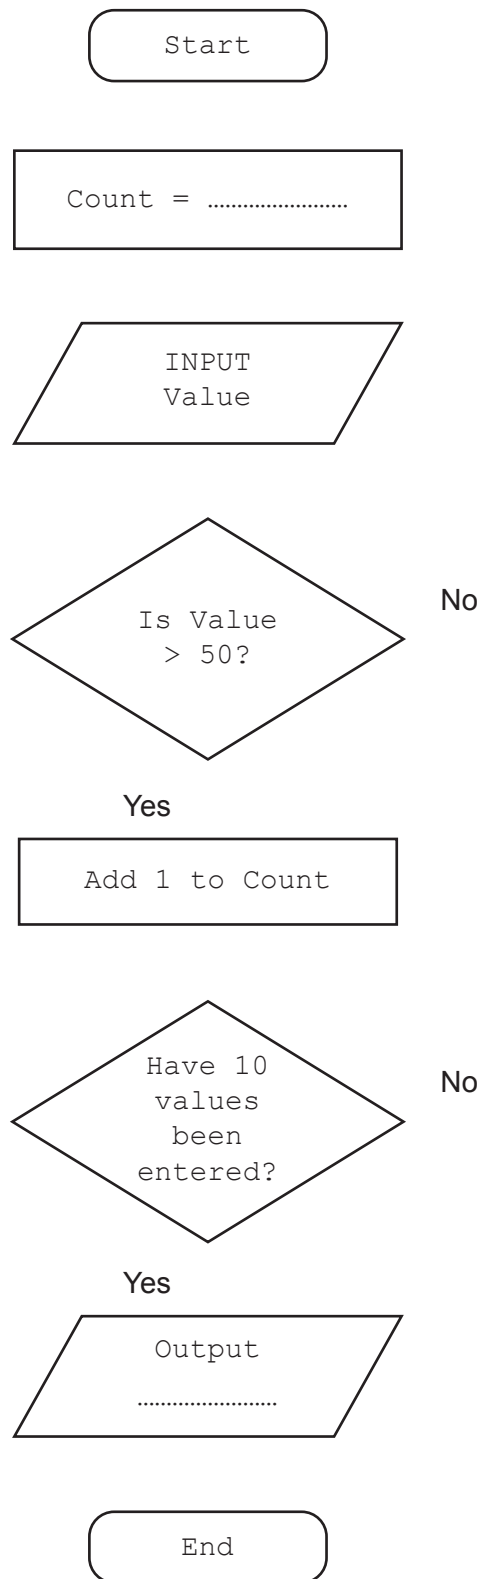 Start
Count = ........................
INPUT
Value
Is Value
> 50?
No
Yes
Add 1 to Count
Have 10
values
been
entered?
No
Yes
Output
........................
End